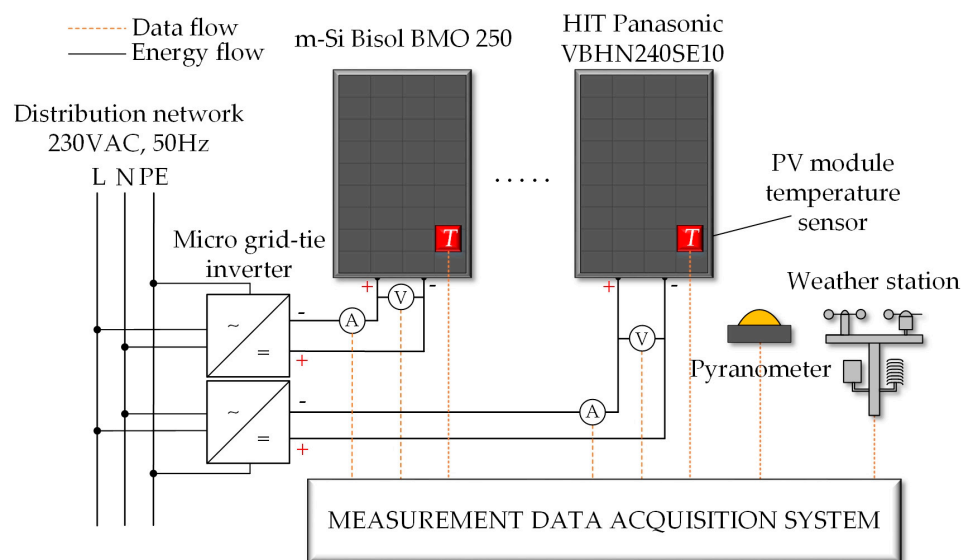 Data flow
Energy flow
m-Si Bisol BMO 250
HIT Panasonic
VBHN240SE10
Distribution network
230VAC, 50Hz
L N PE
.....
PV module
temperature
sensor
T
T
Micro grid-tie
inverter
Weather station
+ -
+ -
V
A
~
=
-
+
V
Pyranometer
A
~
=
-
+
MEASUREMENT DATA ACQUISITION SYSTEM